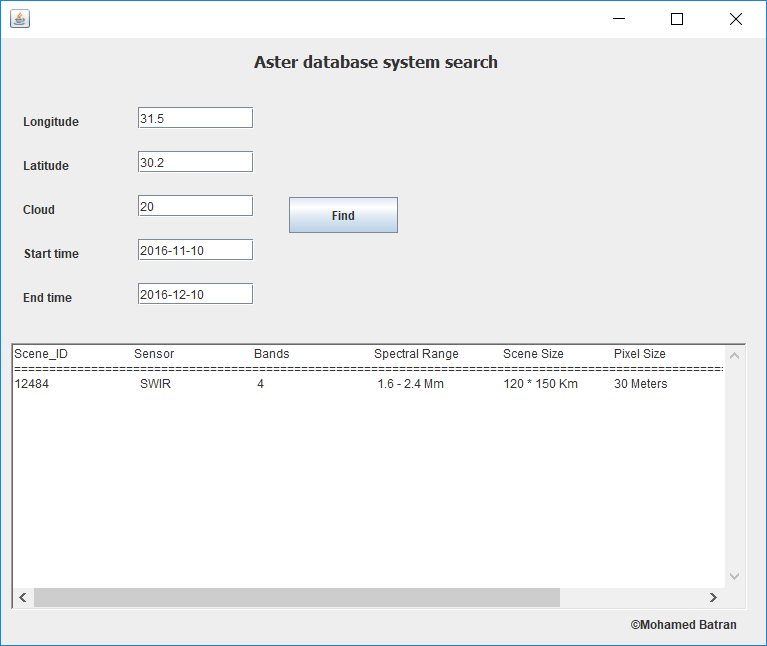 Aster database system search
Longitude 31.5
Latitude 30.2
Cloud 20
Find
Start time 2016-11-10
End time 2016-12-10
Scene_ID Sensor Bands Spectral Range Scene Size Pixel Size
12484 SWIR 4 1.6 - 2.4 Mm 120 * 150 Km 30 Meters
©Mohamed Batran